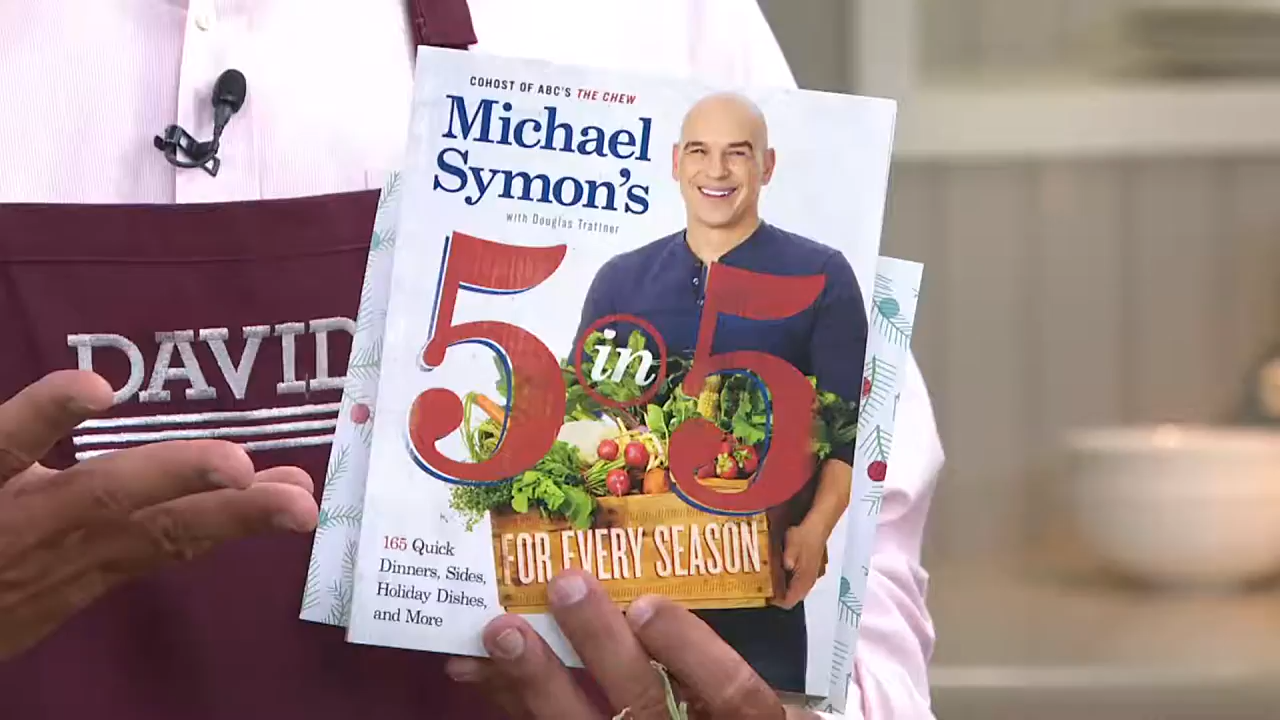 COHOST OF ABC'S THE CHEW
Michael
Symon's
with Douglas Trattner
5 in 5
FOR EVERY SEASON
165 Quick
Dinners, Sides,
Holiday Dishes,
and More
DAVID